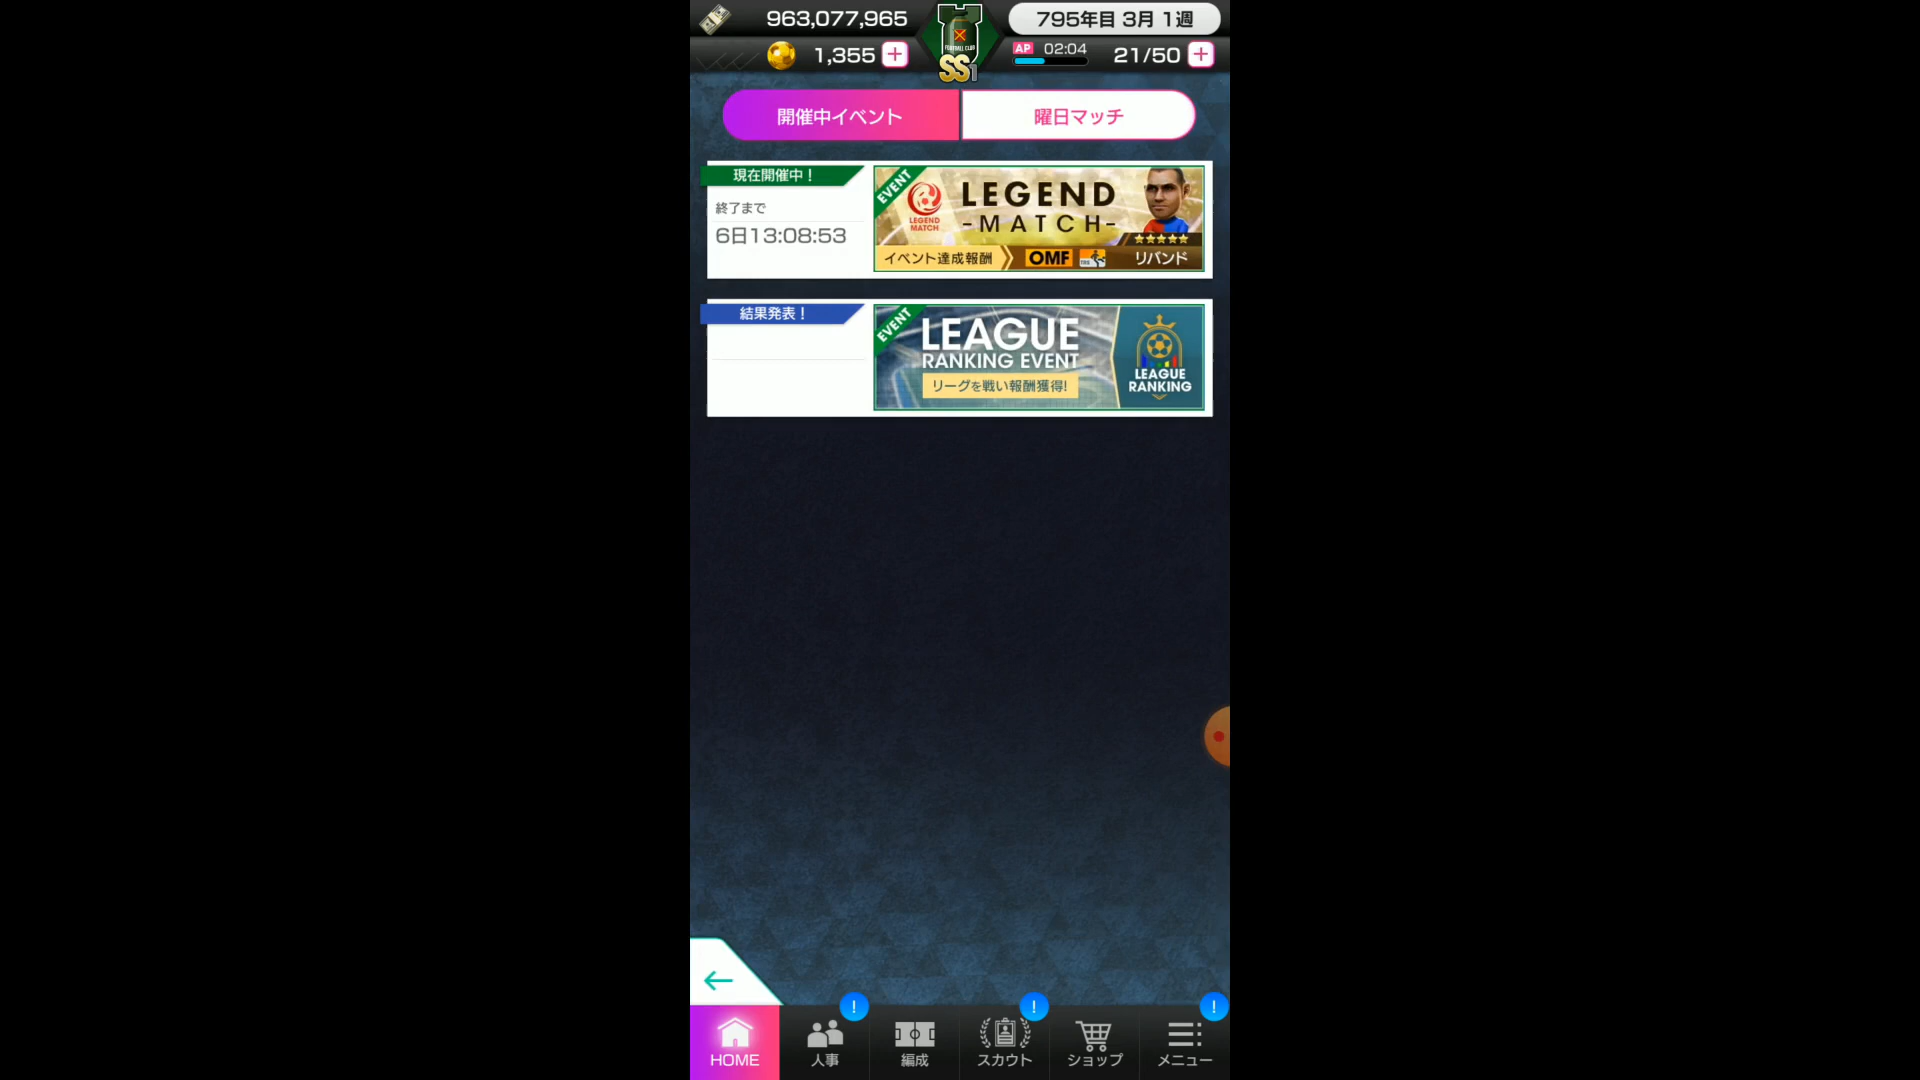 963,077,965
795年目 3月 1週
1,355
FOOTBALL CLUB
SS1
AP 02:04
21/50
開催中イベント
曜日マッチ
現在開催中！
終了まで
6日13:08:53
EVENT
LEGEND MATCH
LEGEND
-MATCH-
★★★★★
イベント達成報酬
OMF
リバンド
結果発表！
EVENT
LEAGUE
RANKING EVENT
リーグを戦い報酬獲得!
LEAGUE
RANKING
!
!
!
HOME
人事
編成
スカウト
ショップ
メニュー